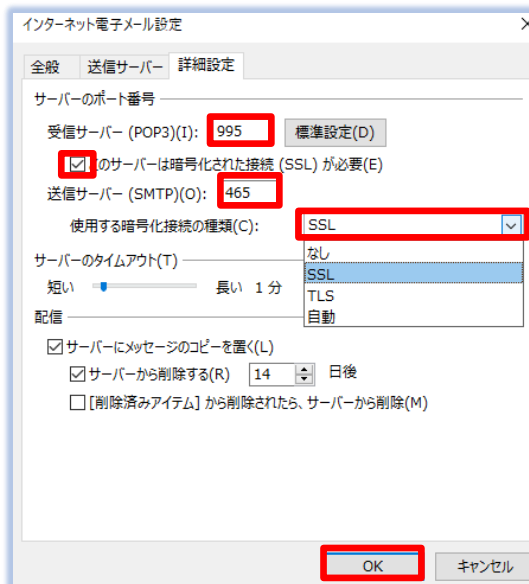 インターネット電子メール設定
全般 送信サーバー 詳細設定
サーバーのポート番号
受信サーバー (POP3)(I): 995 標準設定(D)
のサーバーは暗号化された接続 (SSL) が必要(E)
送信サーバー (SMTP)(O): 465
使用する暗号化接続の種類(C): SSL
なし
サーバーのタイムアウト(T)
SSL
短い 長い 1 分
TLS
配信
自動
サーバーにメッセージのコピーを置く(L)
サーバーから削除する(R) 14 日後
[削除済みアイテム] から削除されたら、サーバーから削除(M)
OK キャンセル